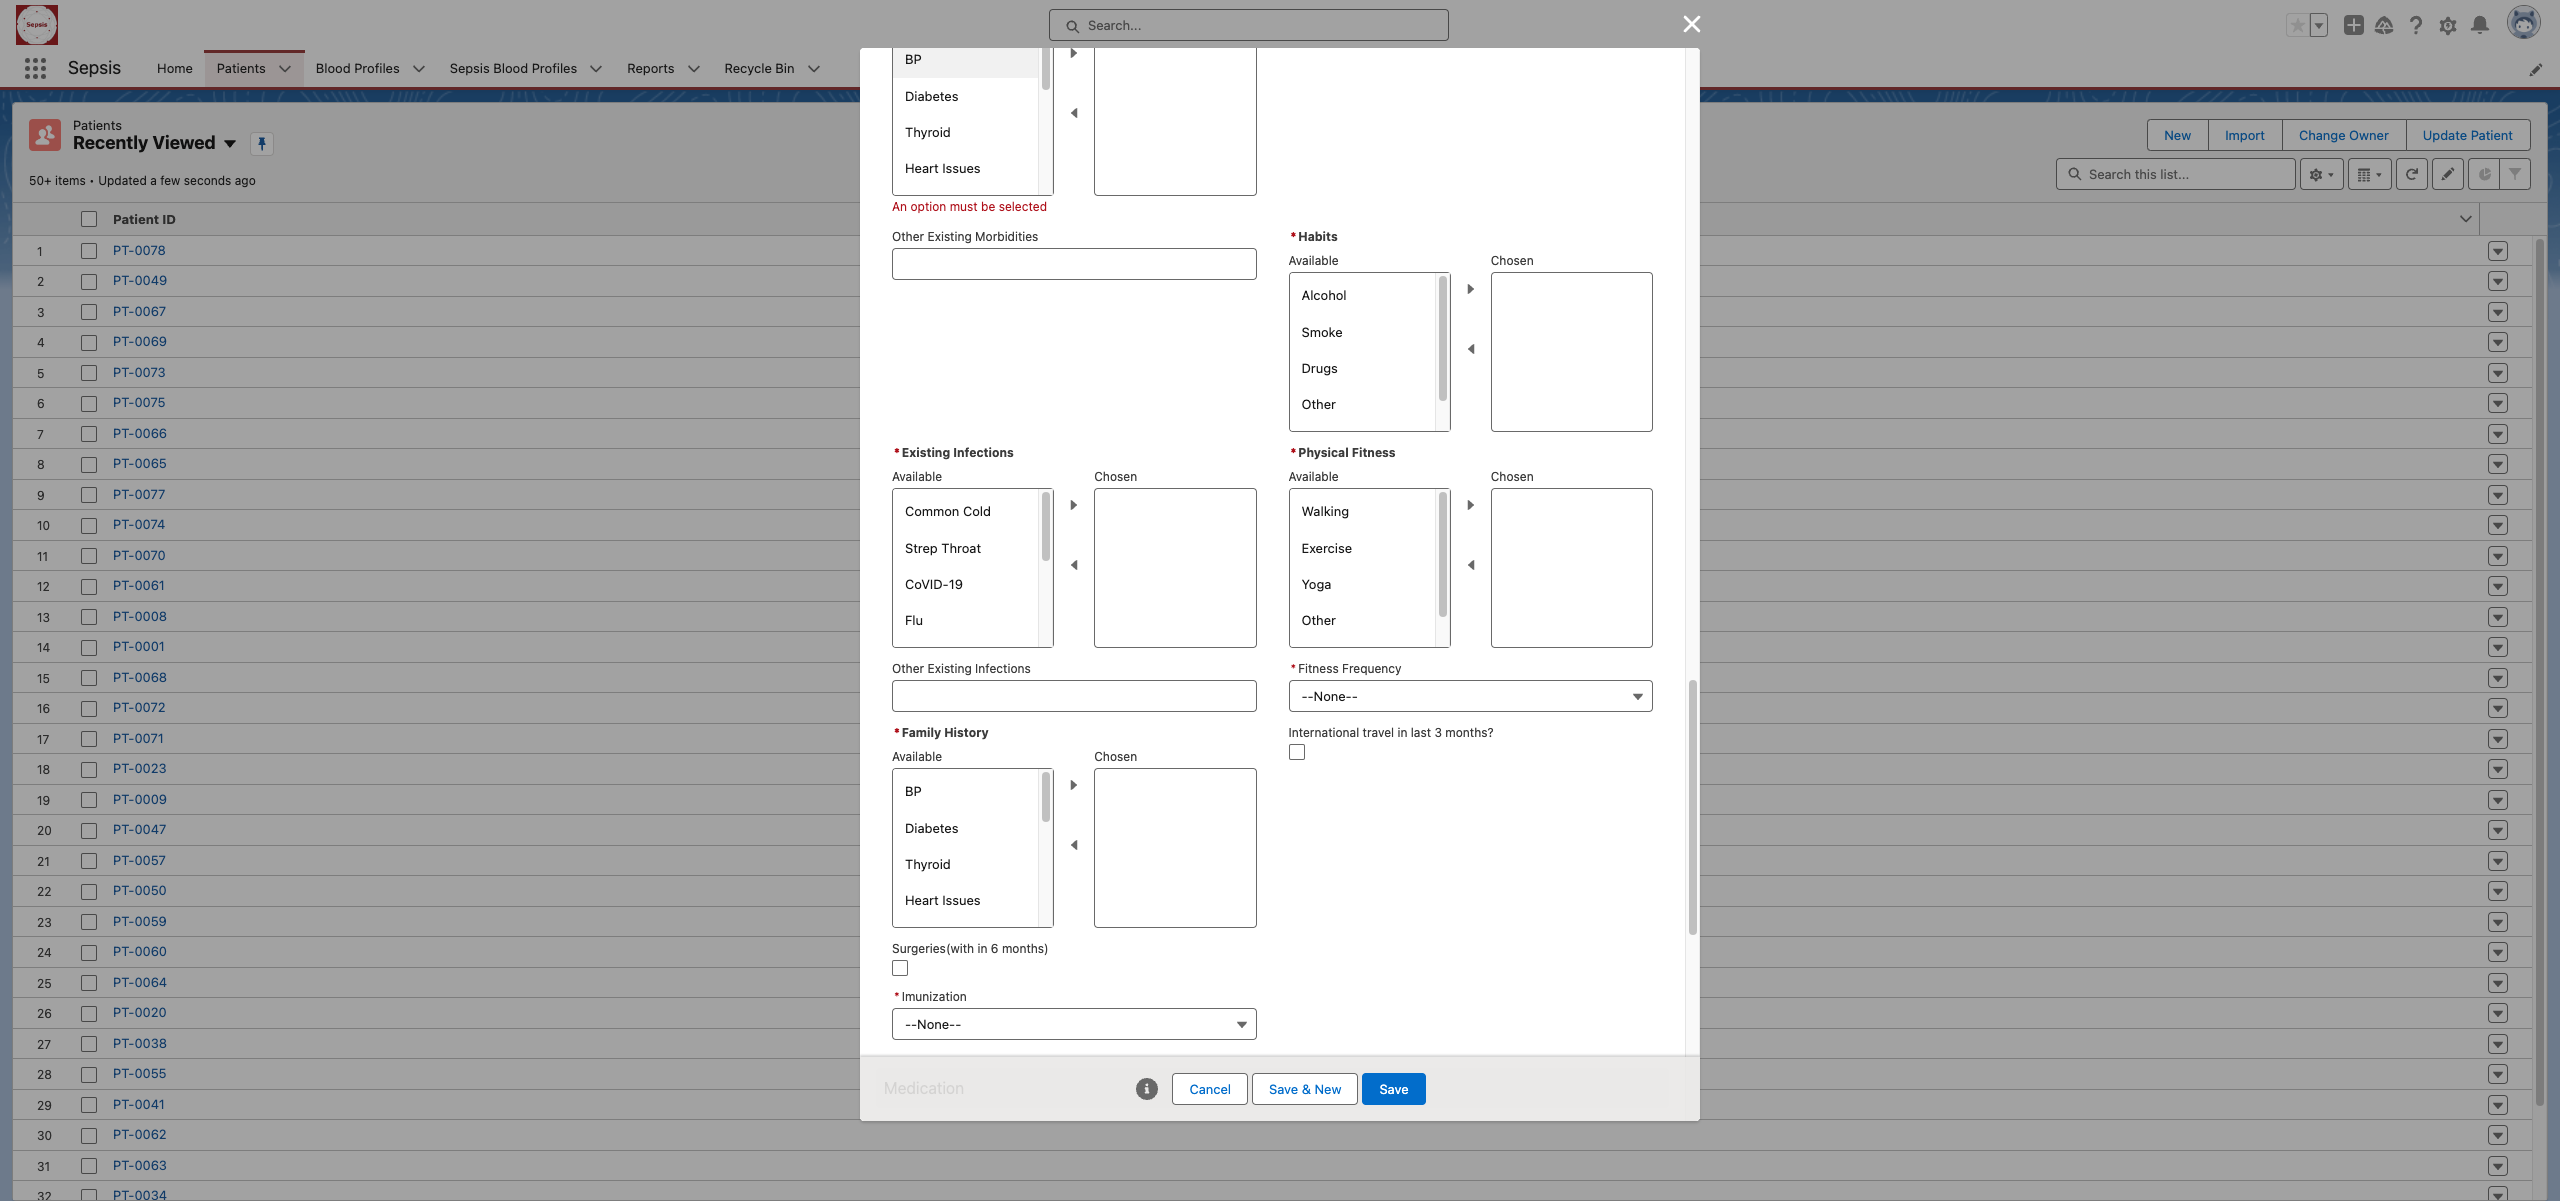 Sepsis
Search...
Sepsis
Home
Patients
Blood Profiles
Sepsis Blood Profiles
Reports
Recycle Bin
Patients
Recently Viewed
50+ items • Updated a few seconds ago
New
Import
Change Owner
Update Patient
Search this list...
Patient ID
1 PT-0078
2 PT-0049
3 PT-0067
4 PT-0069
5 PT-0073
6 PT-0075
7 PT-0066
8 PT-0065
9 PT-0077
10 PT-0074
11 PT-0070
12 PT-0061
13 PT-0008
14 PT-0001
15 PT-0068
16 PT-0072
17 PT-0071
18 PT-0023
19 PT-0009
20 PT-0047
21 PT-0057
22 PT-0050
23 PT-0059
24 PT-0060
25 PT-0064
26 PT-0020
27 PT-0038
28 PT-0055
29 PT-0041
30 PT-0062
31 PT-0063
32 PT-0034
BP
Diabetes
Thyroid
Heart Issues
An option must be selected
Other Existing Morbidities
*Habits
Available
Chosen
Alcohol
Smoke
Drugs
Other
*Existing Infections
Available
Chosen
Common Cold
Strep Throat
CoVID-19
Flu
*Physical Fitness
Available
Chosen
Walking
Exercise
Yoga
Other
Other Existing Infections
*Fitness Frequency
--None--
*Family History
Available
Chosen
BP
Diabetes
Thyroid
Heart Issues
International travel in last 3 months?
Surgeries(with in 6 months)
*Imunization
--None--
Medication
Cancel
Save & New
Save